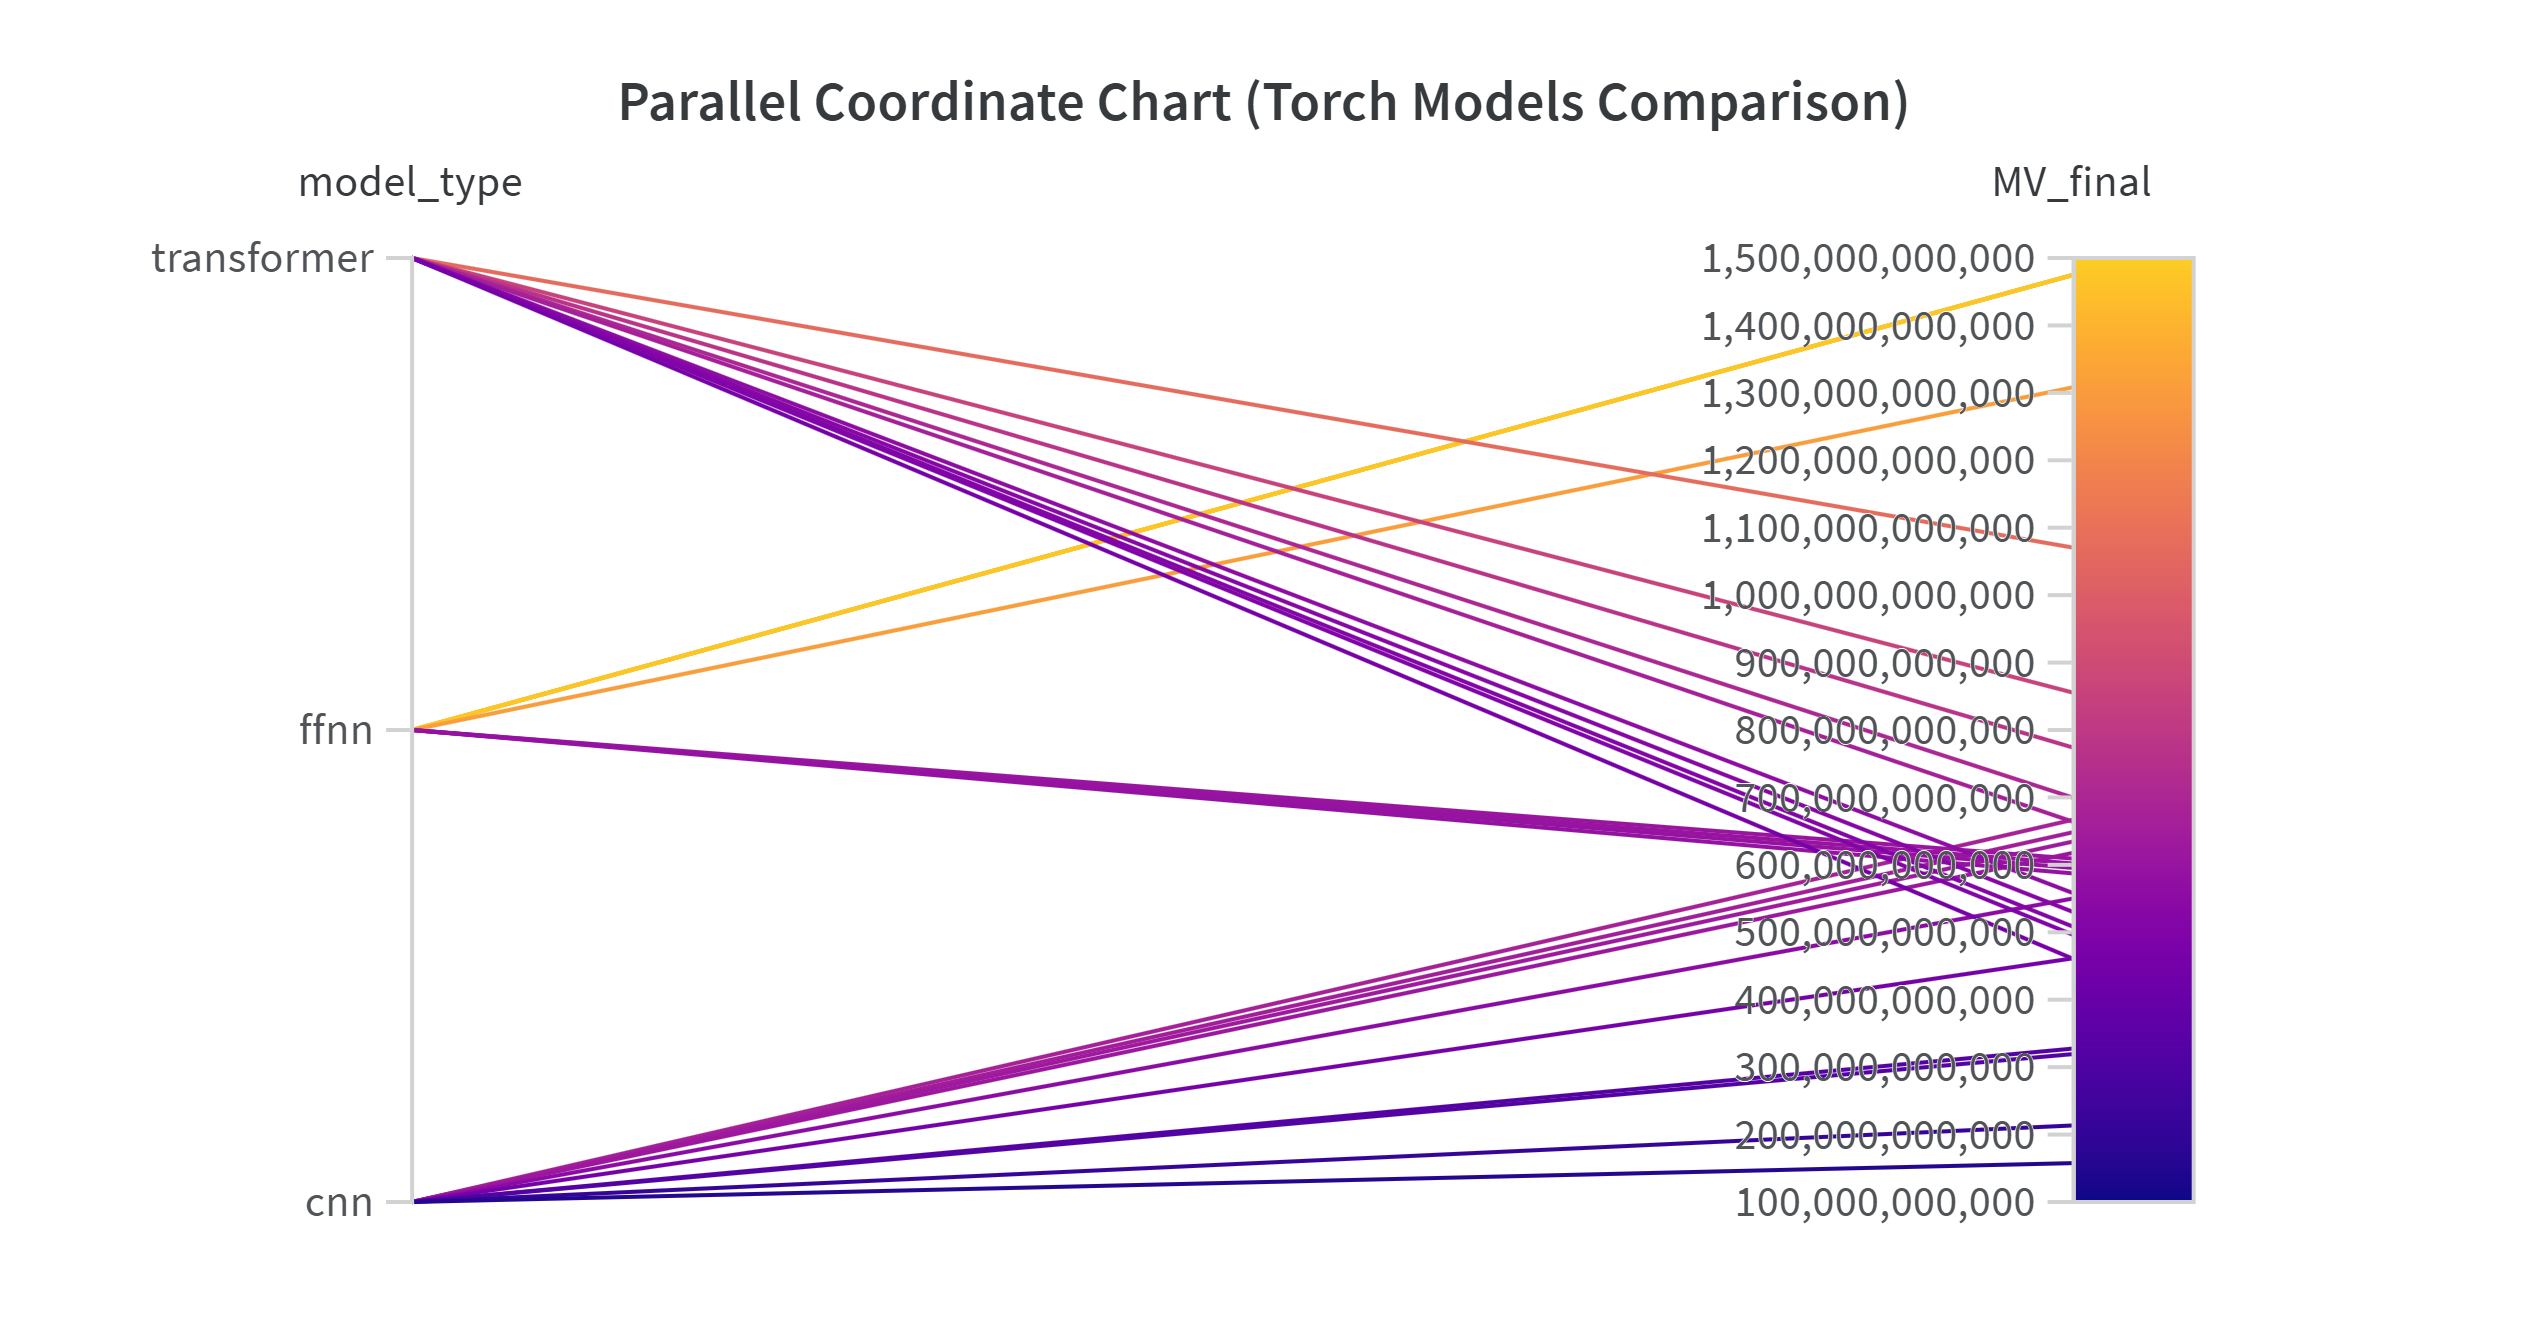 Parallel Coordinate Chart (Torch Models Comparison)
model_type
MV_final
transformer
ffnn
cnn
1,500,000,000,000
1,400,000,000,000
1,300,000,000,000
1,200,000,000,000
1,100,000,000,000
1,000,000,000,000
900,000,000,000
800,000,000,000
700,000,000,000
600,000,000,000
500,000,000,000
400,000,000,000
300,000,000,000
200,000,000,000
100,000,000,000